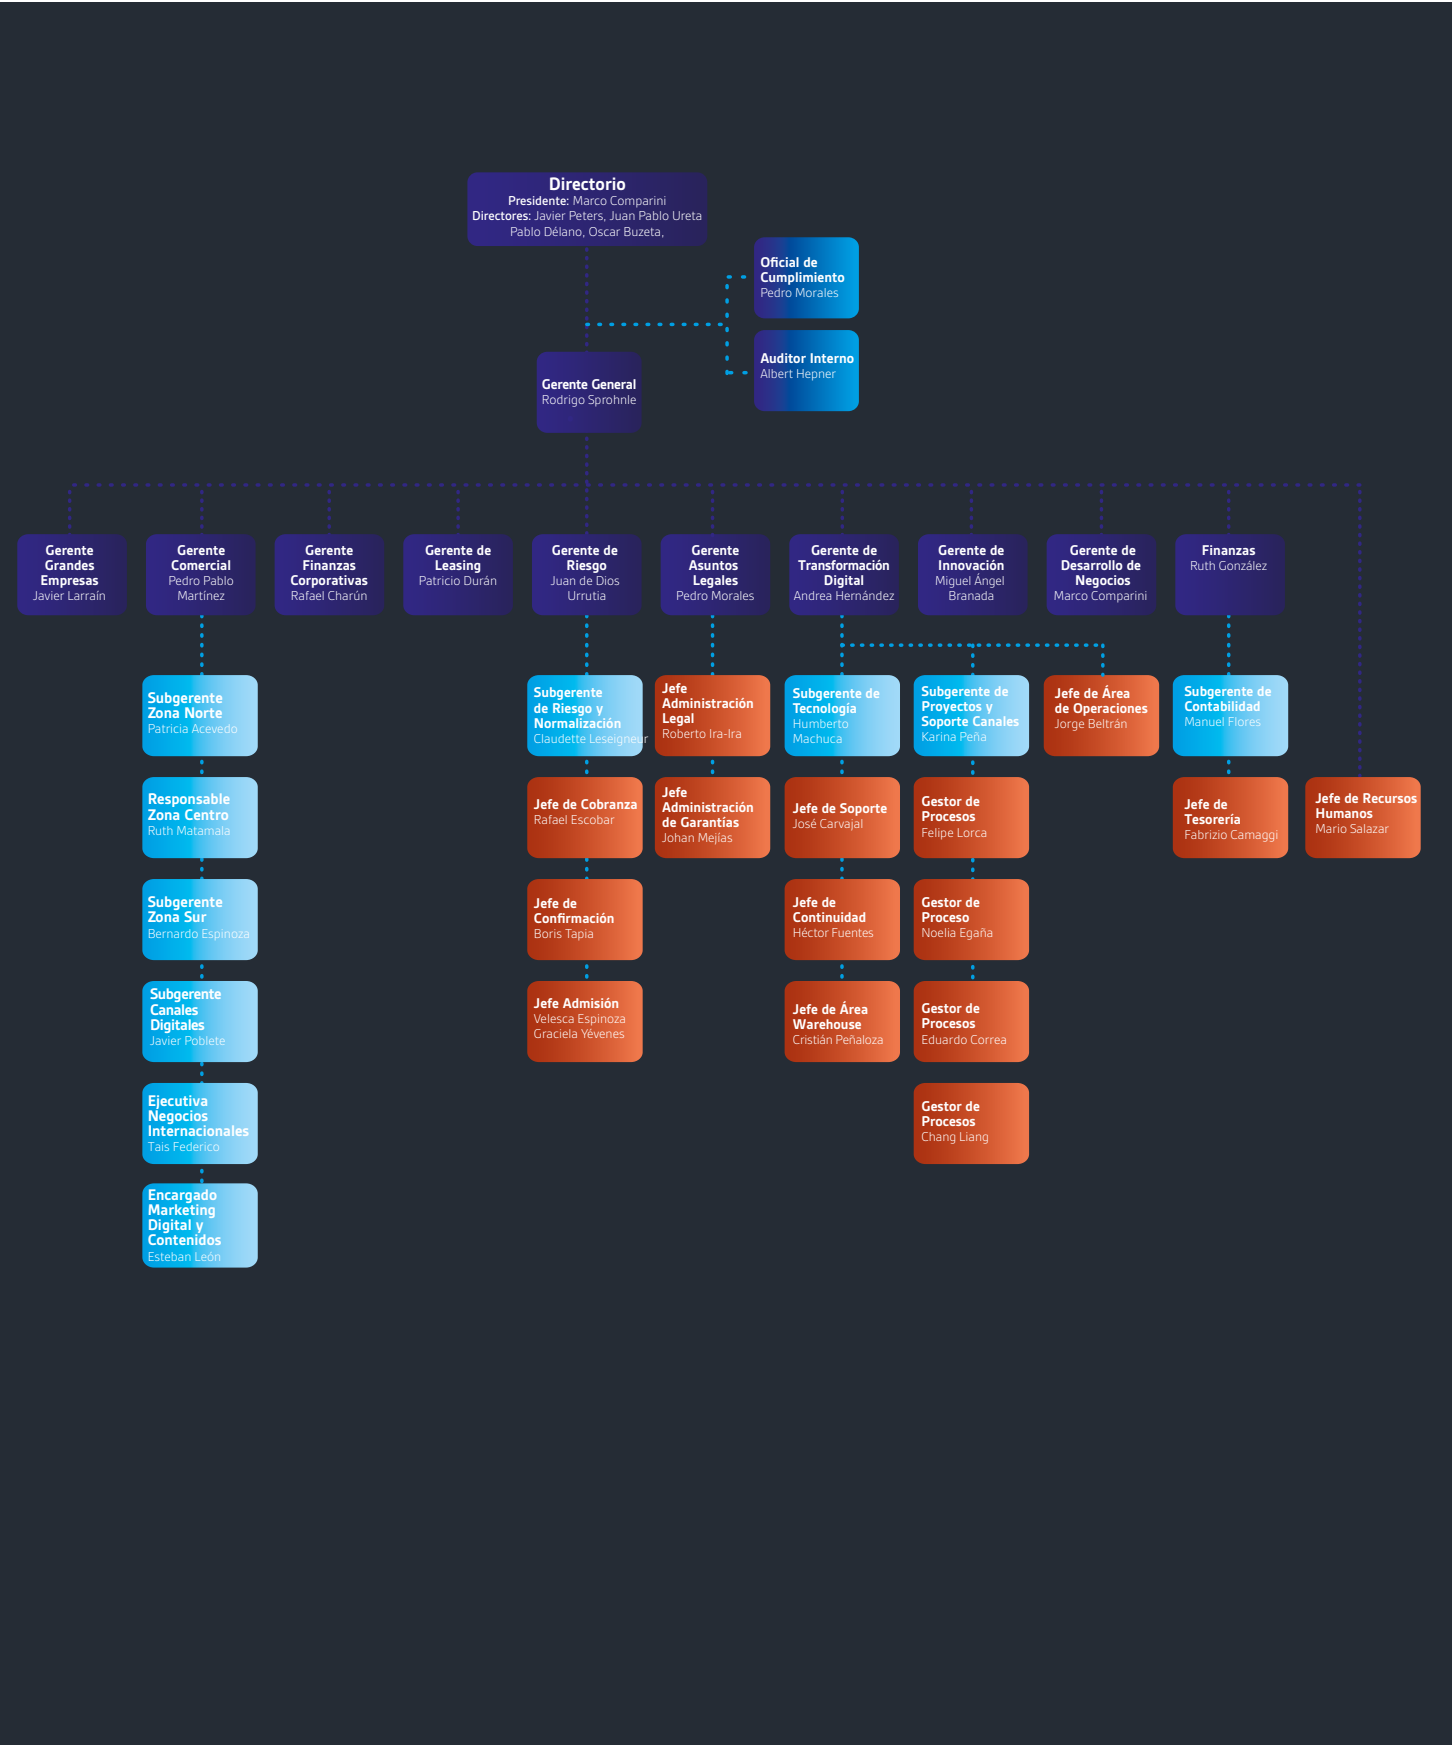 Directorio
Presidente: Marco Comparini
Directores: Javier Peters, Juan Pablo Ureta
Pablo Délano, Oscar Buzeta,
Oficial de
Cumplimiento
Pedro Morales
Auditor Interno
Albert Hepner
Gerente General
Rodrigo Sprohnle
Gerente
Grandes
Empresas
Javier Larraín
Gerente
Comercial
Pedro Pablo
Martínez
Gerente
Finanzas
Corporativas
Rafael Charún
Gerente de
Leasing
Patricio Durán
Gerente de
Riesgo
Juan de Dios
Urrutia
Gerente
Asuntos
Legales
Pedro Morales
Gerente de
Transformación
Digital
Andrea Hernández
Gerente de
Innovación
Miguel Ángel
Branada
Gerente de
Desarrollo de
Negocios
Marco Comparini
Finanzas
Ruth González
Subgerente
Zona Norte
Patricia Acevedo
Responsable
Zona Centro
Ruth Matamala
Subgerente
Zona Sur
Bernardo Espinoza
Subgerente
Canales
Digitales
Javier Poblete
Ejecutiva
Negocios
Internacionales
Tais Federico
Encargado
Marketing
Digital y
Contenidos
Esteban León
Subgerente
de Riesgo y
Normalización
Claudette Leseigneur
Jefe de Cobranza
Rafael Escobar
Jefe de
Confirmación
Boris Tapia
Jefe Admisión
Velesca Espinoza
Graciela Yévenes
Jefe
Administración
Legal
Roberto Ira-Ira
Jefe
Administración
de Garantías
Johan Mejías
Subgerente de
Tecnología
Humberto
Machuca
Jefe de Soporte
José Carvajal
Jefe de
Continuidad
Héctor Fuentes
Jefe de Área
Warehouse
Cristián Peñaloza
Subgerente de
Proyectos y
Soporte Canales
Karina Peña
Gestor de
Procesos
Felipe Lorca
Gestor de
Proceso
Noelia Egaña
Gestor de
Procesos
Eduardo Correa
Gestor de
Procesos
Chang Liang
Jefe de Área
de Operaciones
Jorge Beltrán
Subgerente de
Contabilidad
Manuel Flores
Jefe de
Tesorería
Fabrizio Camaggi
Jefe de Recursos
Humanos
Mario Salazar